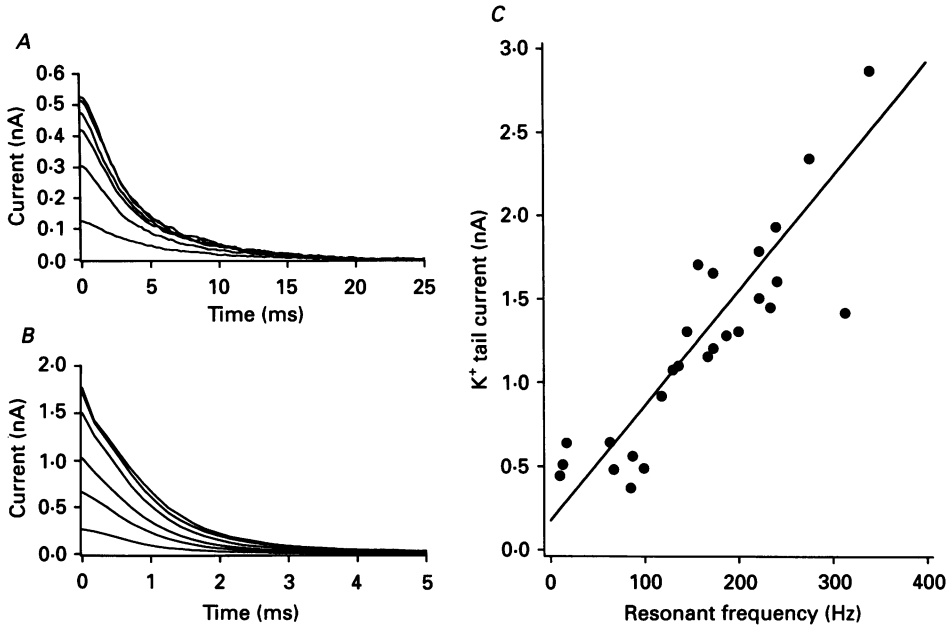 A
0·6
0·5
0·4
0·3
0·2
0·1
0·0
Current (nA)
0 5 10 15 20 25
Time (ms)
B
2·0
1·5
1·0
0·5
0·0
Current (nA)
0 1 2 3 4 5
Time (ms)
C
3·0
2·5
2·0
1·5
1·0
0·5
0·0
K⁺ tail current (nA)
0 100 200 300 400
Resonant frequency (Hz)